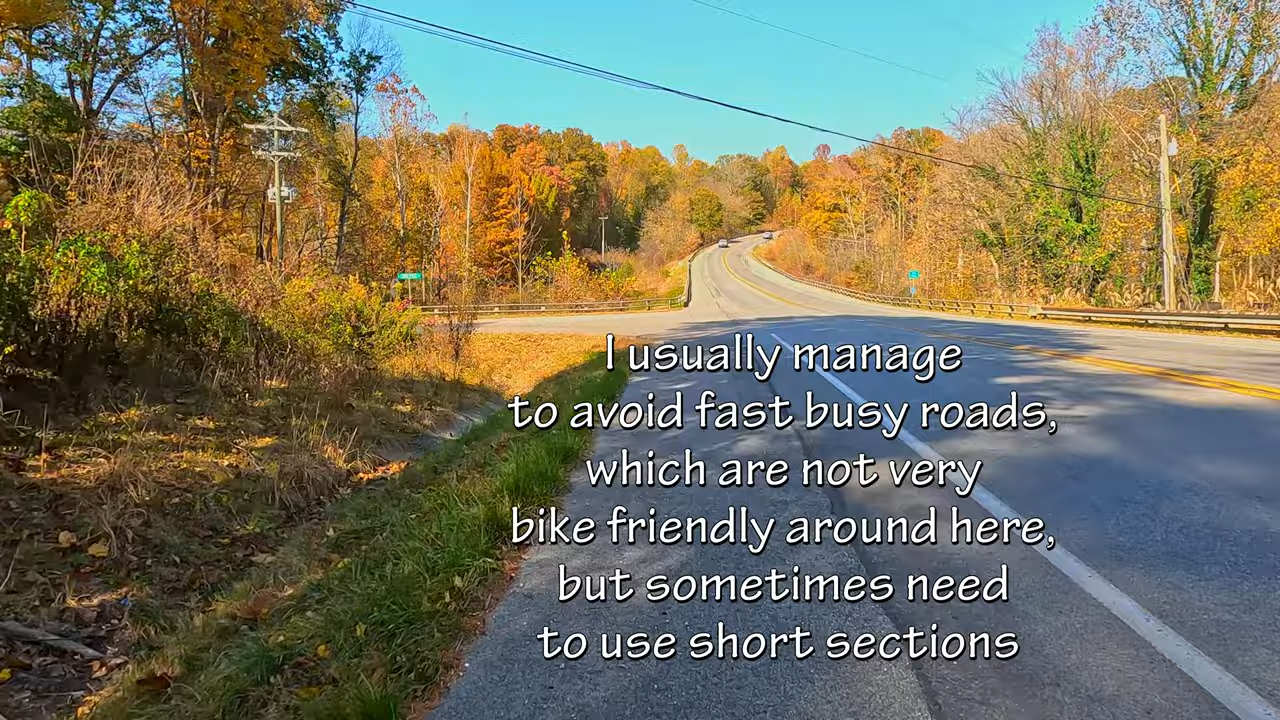 I usually manage
to avoid fast busy roads,
which are not very
bike friendly around here,
but sometimes need
to use short sections